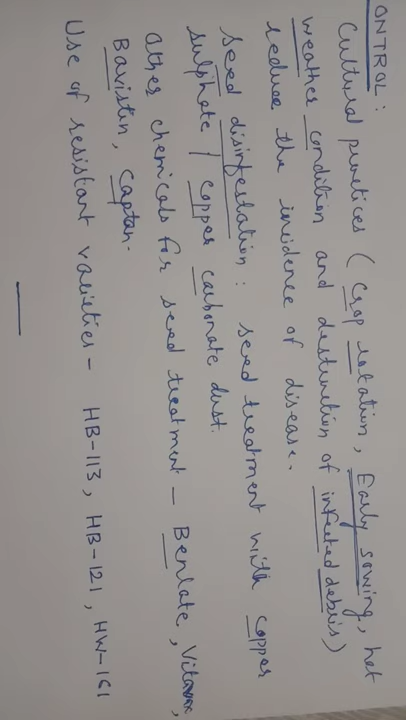 ONTROL:
Cultural practices (Crop rotation, Early sowing, hot
weather condition and destruction of infected debris)
reduce the incidence of disease.
Seed disinfestation: seed treatment with copper
sulphate / copper carbonate dust.
Other chemicals for seed treatment - Benlate, Vitavax,
Bavistin, Captan.
Use of resistant varieties - HB-113, HB-121, HW-161